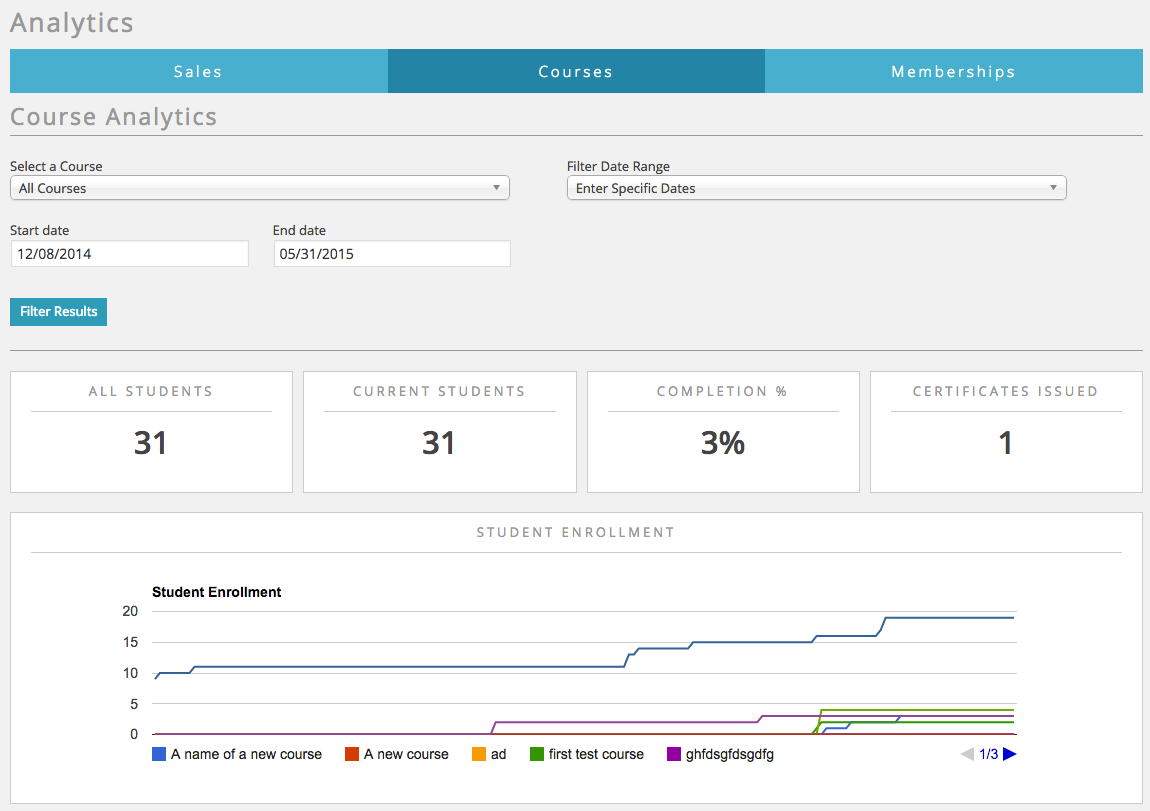 Analytics
Sales Courses Memberships
Course Analytics
Select a Course Filter Date Range
All Courses Enter Specific Dates
Start date End date
12/08/2014 05/31/2015
Filter Results
ALL STUDENTS CURRENT STUDENTS COMPLETION % CERTIFICATES ISSUED
31 31 3% 1
STUDENT ENROLLMENT
Student Enrollment
20
15
10
5
0
A name of a new course A new course ad first test course ghfdsgfdsgdfg 1/3